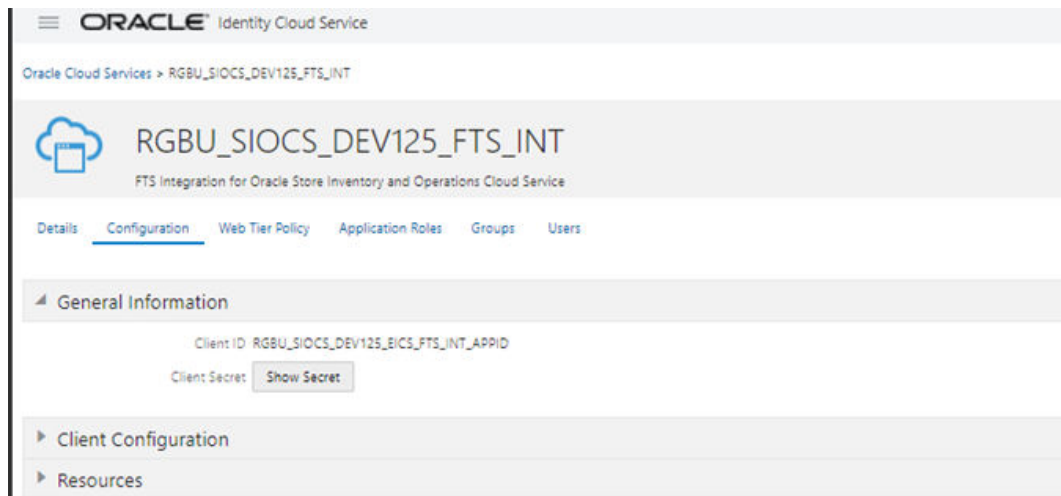 ORACLE® Identity Cloud Service
Oracle Cloud Services > RGBU_SIOCS_DEV125_FTS_INT
RGBU_SIOCS_DEV125_FTS_INT
FTS Integration for Oracle Store Inventory and Operations Cloud Service
Details Configuration Web Tier Policy Application Roles Groups Users
General Information
Client ID RGBU_SIOCS_DEV125_EICS_FTS_INT_APPID
Client Secret Show Secret
Client Configuration
Resources